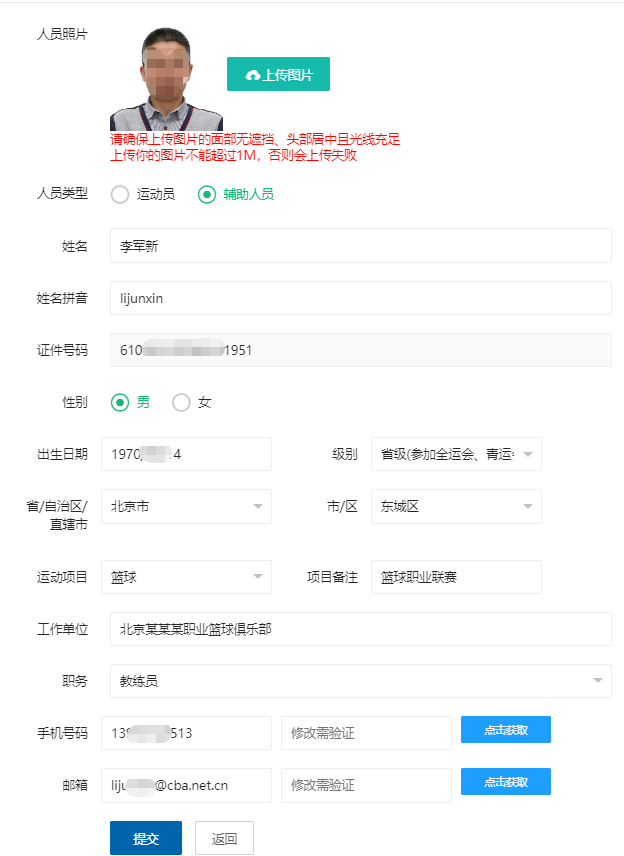 人员照片
上传图片
请确保上传图片的面部无遮挡、头部居中且光线充足
上传你的图片不能超过1M，否则会上传失败
人员类型 运动员 辅助人员
姓名 李军新
姓名拼音 lijunxin
证件号码 610 1951
性别 男 女
出生日期 1970 4 级别 省级(参加全运会、青运会
省/自治区/
直辖市 北京市 市/区 东城区
运动项目 篮球 项目备注 篮球职业联赛
工作单位 北京某某某职业篮球俱乐部
职务 教练员
手机号码 139 513 修改需验证 点击获取
邮箱 liju @cba.net.cn 修改需验证 点击获取
提交 返回